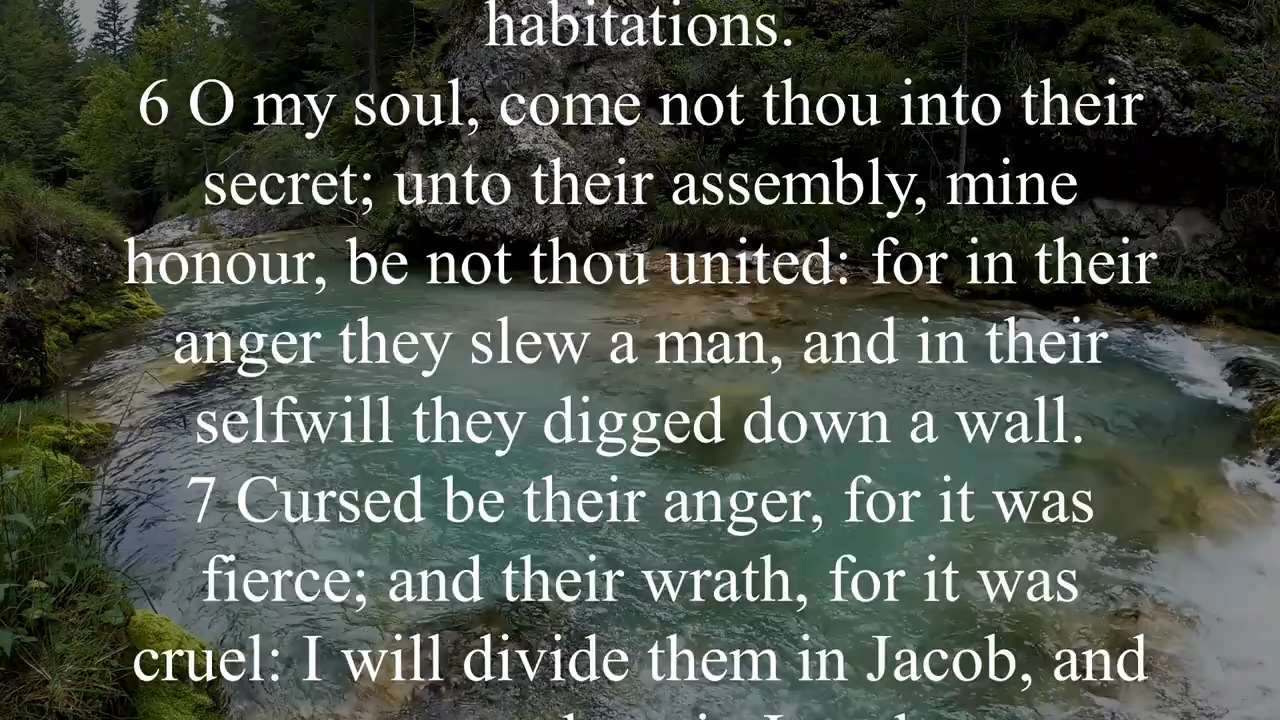 habitations.
6 O my soul, come not thou into their
secret; unto their assembly, mine
honour, be not thou united: for in their
anger they slew a man, and in their
selfwill they digged down a wall.
7 Cursed be their anger, for it was
fierce; and their wrath, for it was
cruel: I will divide them in Jacob, and